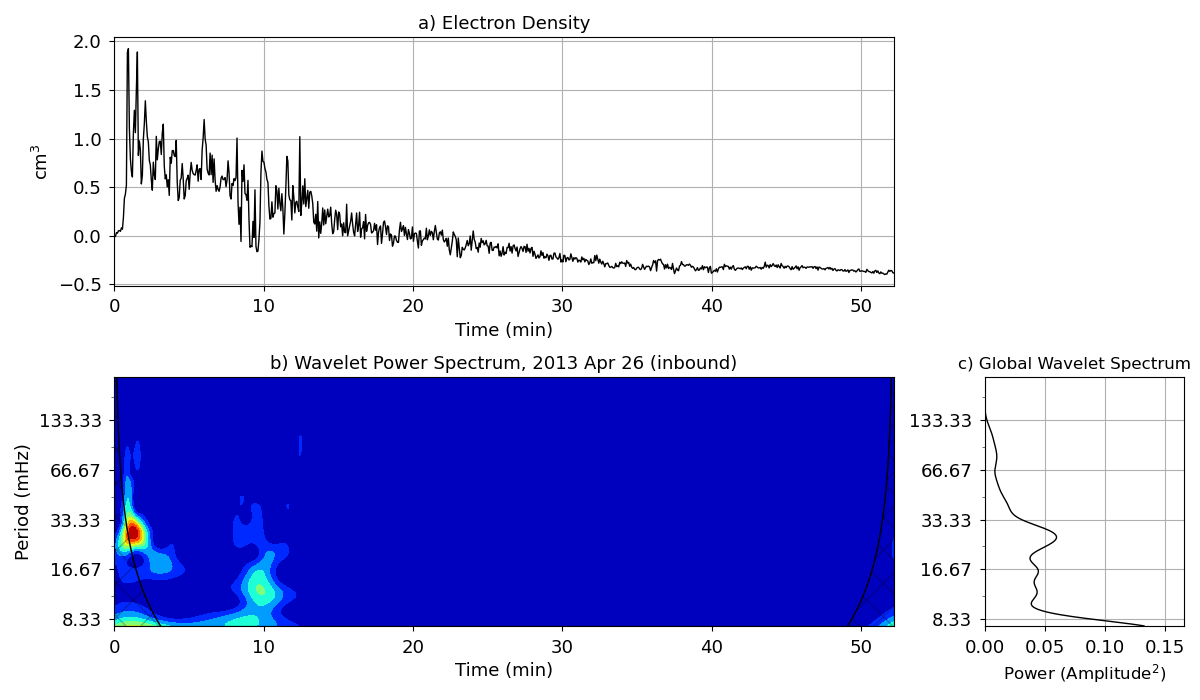 a) Electron Density
2.0
1.5
1.0
0.5
0.0
−0.5
cm³
0 10 20 30 40 50
Time (min)
b) Wavelet Power Spectrum, 2013 Apr 26 (inbound)
133.33
66.67
33.33
16.67
8.33
Period (mHz)
0 10 20 30 40 50
Time (min)
c) Global Wavelet Spectrum
133.33
66.67
33.33
16.67
8.33
0.00 0.05 0.10 0.15
Power (Amplitude²)